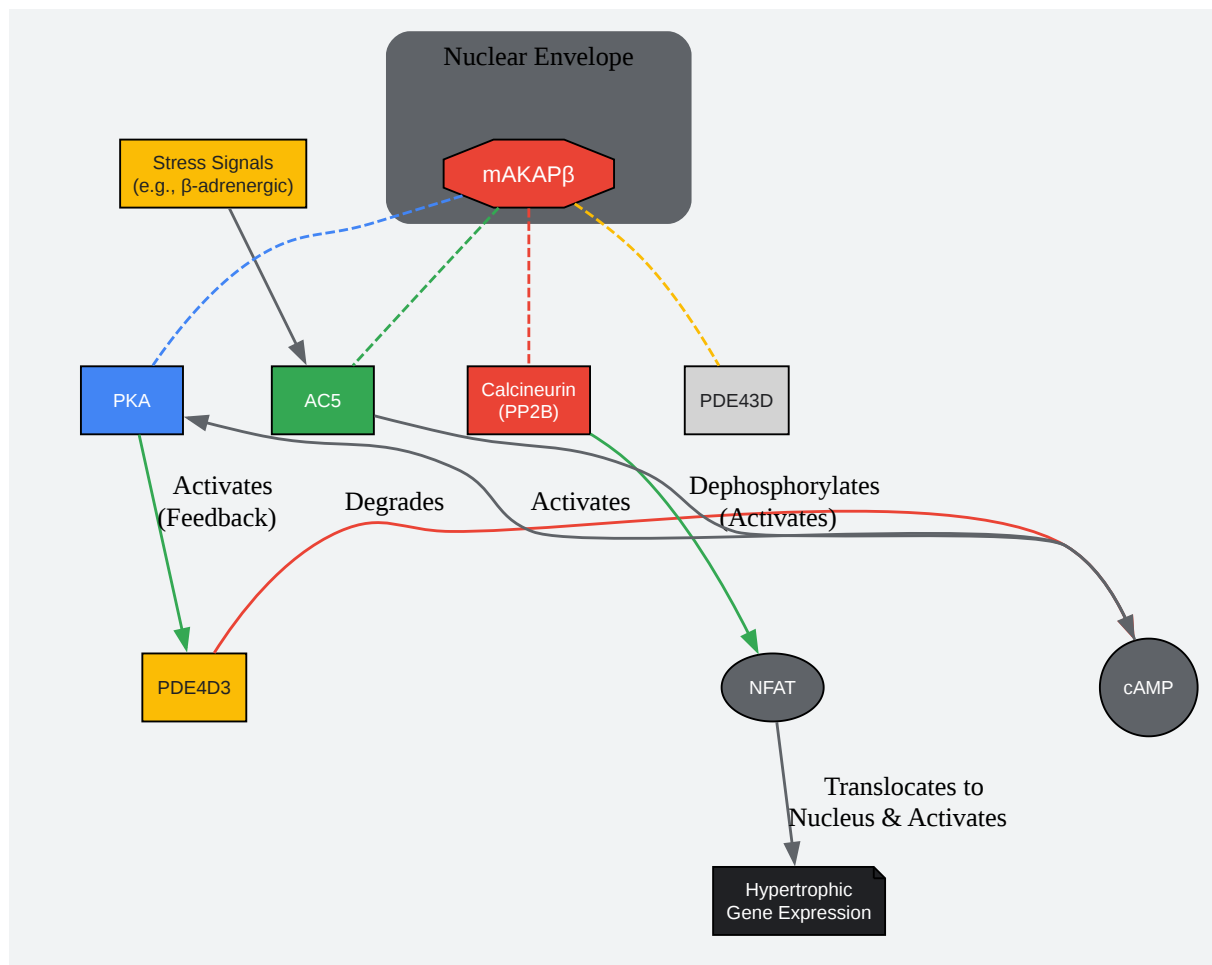 Nuclear Envelope
Stress Signals
(e.g., β-adrenergic)
mAKAPβ
PKA
AC5
Calcineurin
(PP2B)
PDE43D
Activates
(Feedback)
Degrades
Activates
Dephosphorylates
(Activates)
PDE4D3
NFAT
cAMP
Translocates to
Nucleus & Activates
Hypertrophic
Gene Expression